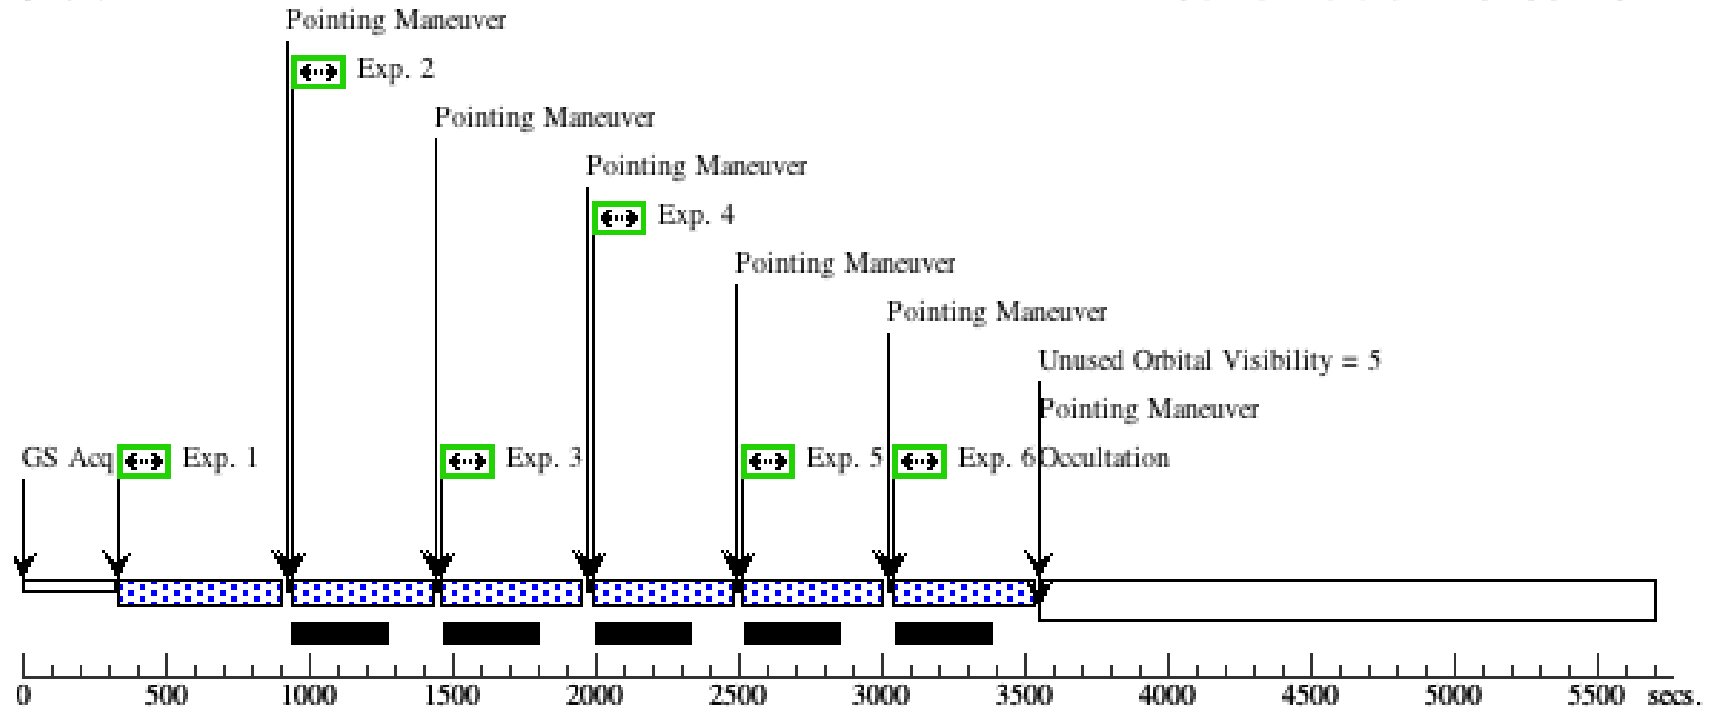 Pointing Maneuver
Exp. 2
Pointing Maneuver
Pointing Maneuver
Exp. 4
Pointing Maneuver
Pointing Maneuver
Unused Orbital Visibility = 5
Pointing Maneuver
GS Acq Exp. 1 Exp. 3 Exp. 5 Exp. 6 Occultation
0 500 1000 1500 2000 2500 3000 3500 4000 4500 5000 5500 secs.